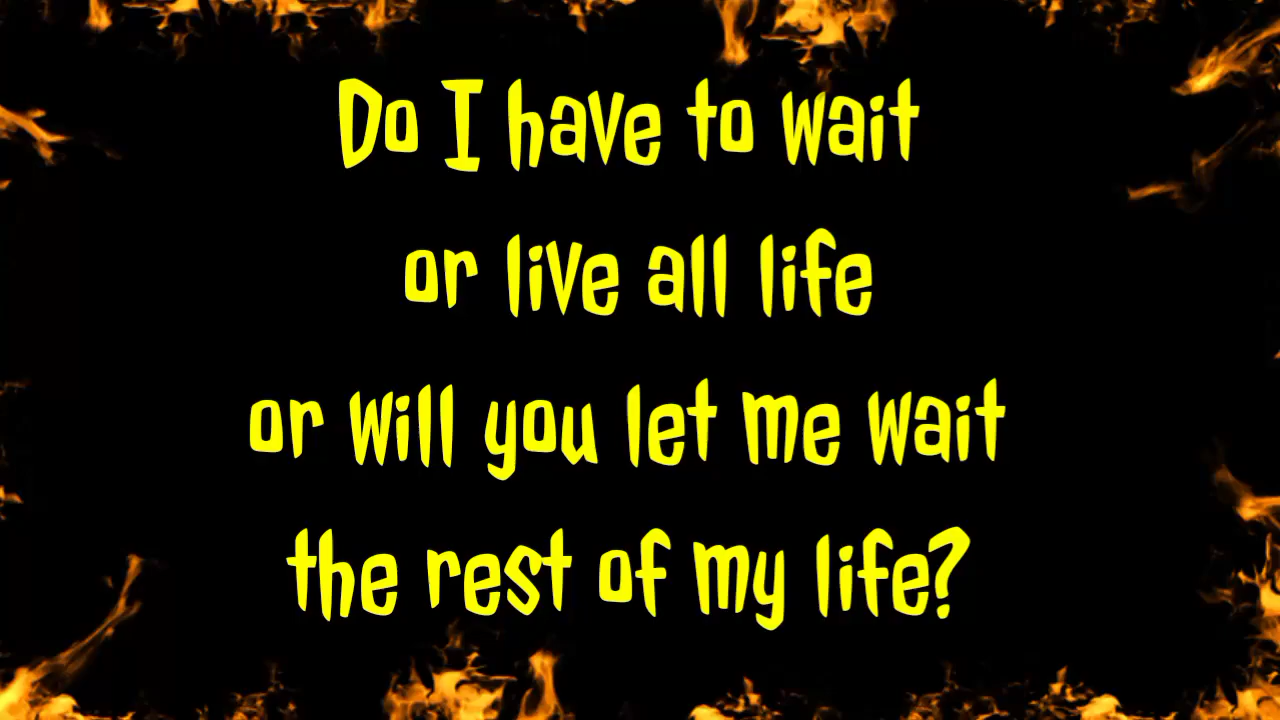 Do I have to wait
or live all life
or will you let me wait
the rest of my life?